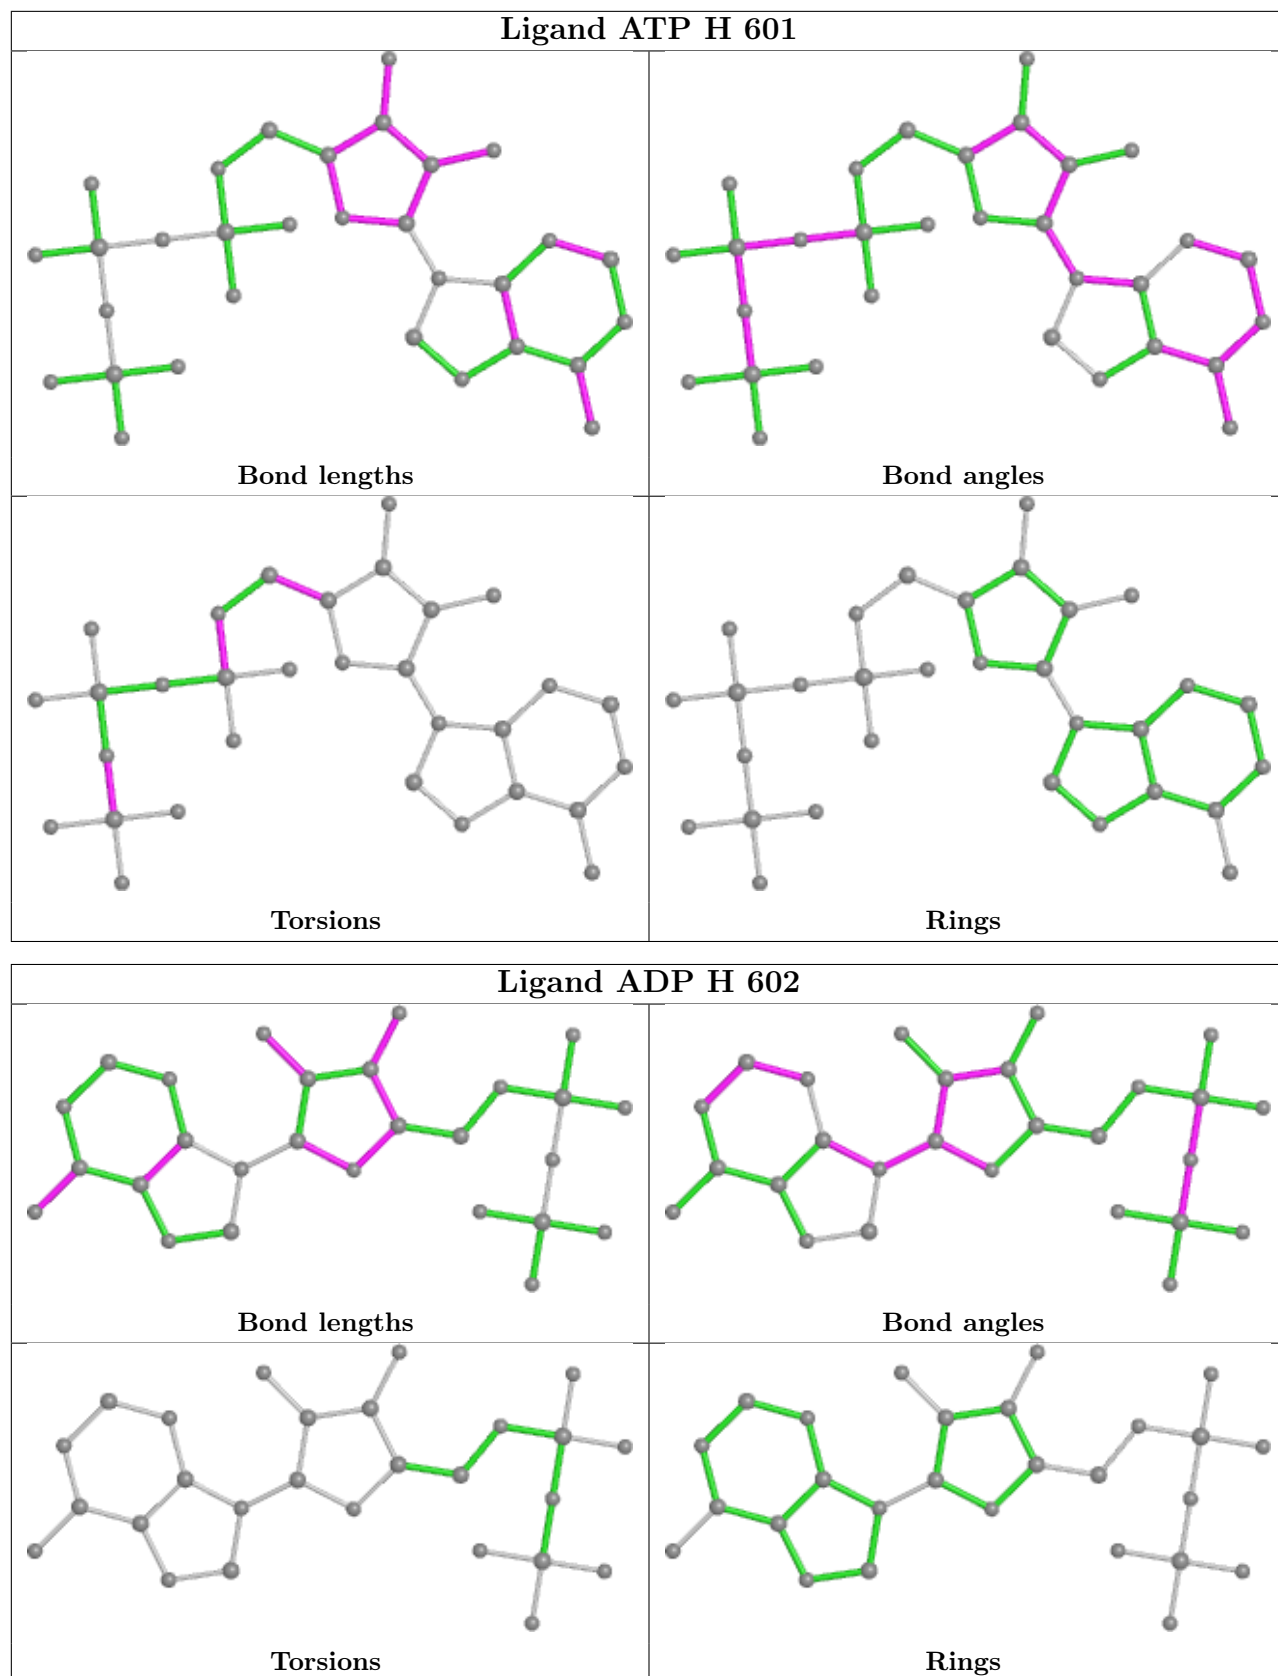 Ligand ATP H 601
Bond lengths
Bond angles
Torsions
Rings
Ligand ADP H 602
Bond lengths
Bond angles
Torsions
Rings